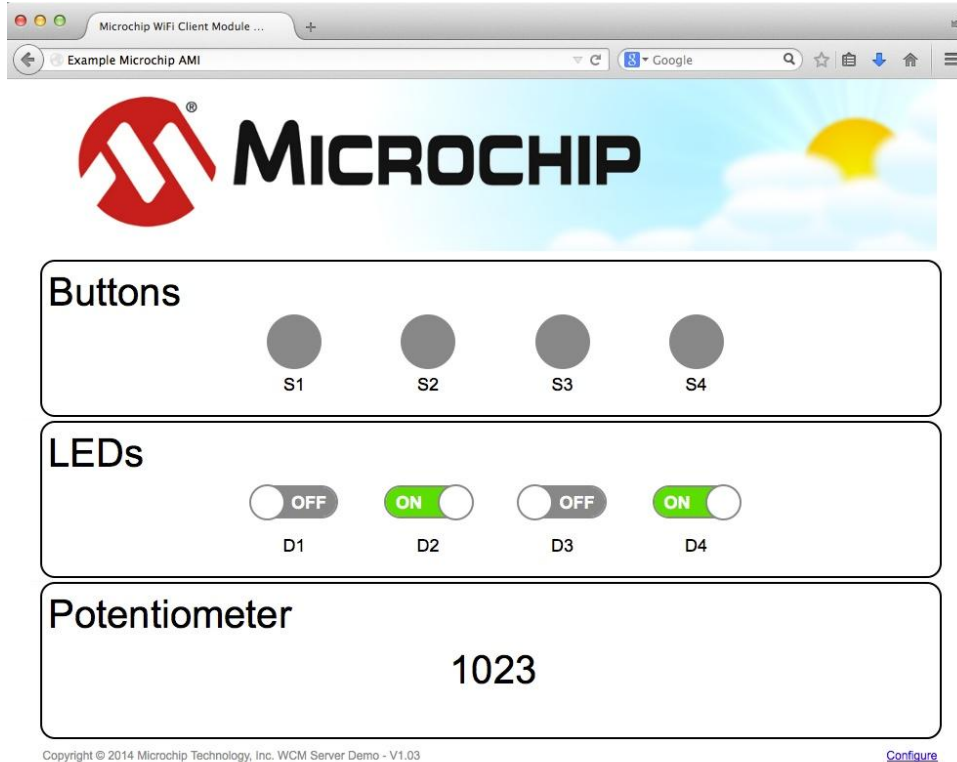 Microchip WiFi Client Module ...
Example Microchip AMI
Google
MICROCHIP®
Buttons
S1 S2 S3 S4
LEDs
OFF ON OFF ON
D1 D2 D3 D4
Potentiometer
1023
Copyright © 2014 Microchip Technology, Inc. WCM Server Demo - V1.03 Configure